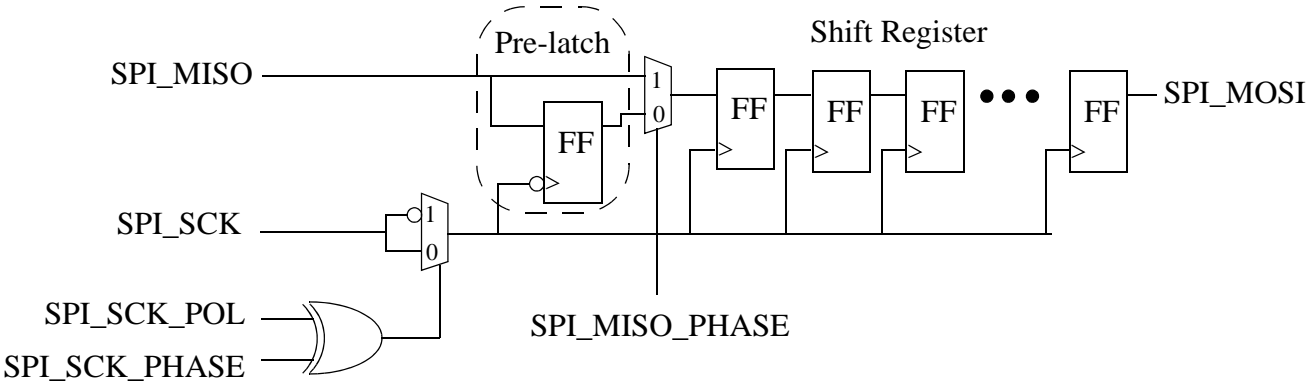 Pre-latch
Shift Register
SPI_MISO
1
0
FF
FF
FF
FF
FF
SPI_MOSI
SPI_SCK
1
0
SPI_SCK_POL
SPI_SCK_PHASE
SPI_MISO_PHASE